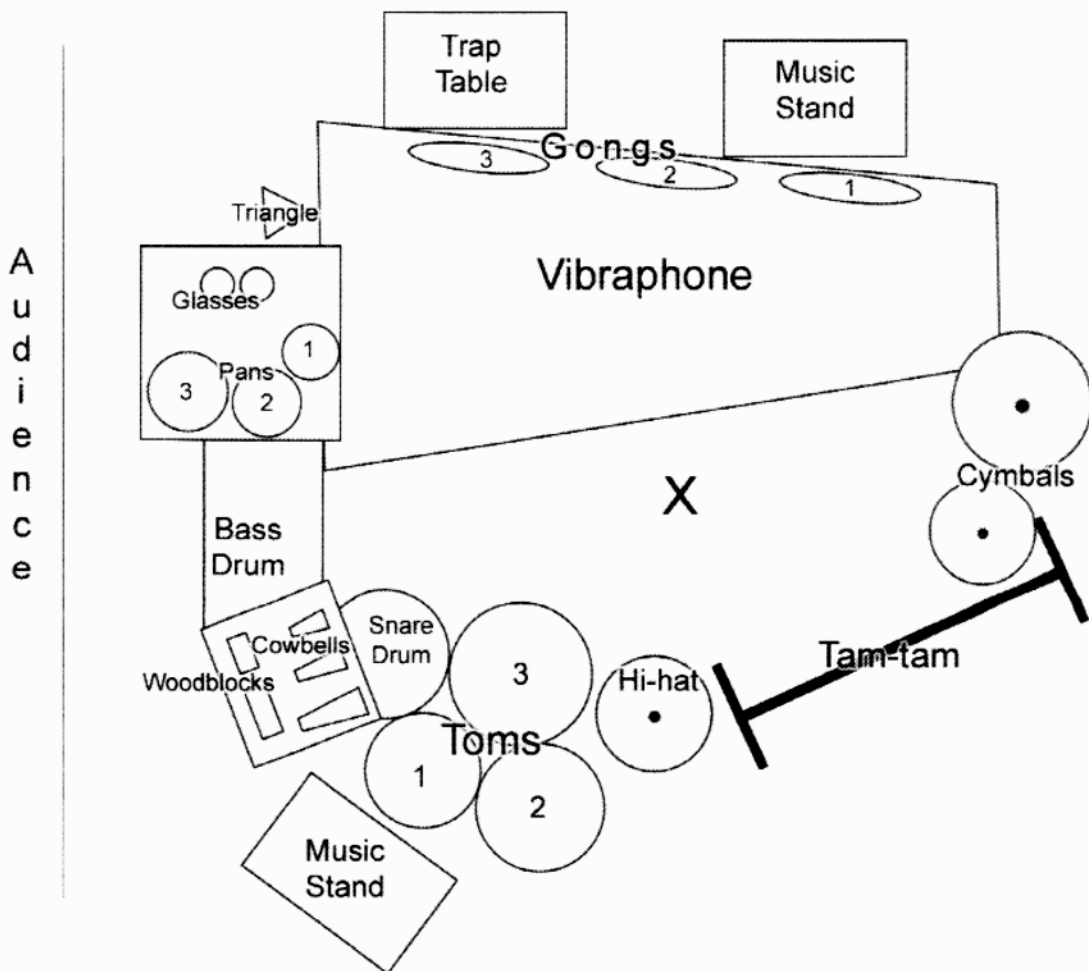 Trap
Table
Music
Stand
Gongs
3
2
1
Triangle
Vibraphone
Audience
Glasses
1
Pans
3
2
X
Cymbals
Bass
Drum
Snare
Drum
Cowbells
Woodblocks
3
Hi-hat
Tam-tam
Toms
1
2
Music
Stand